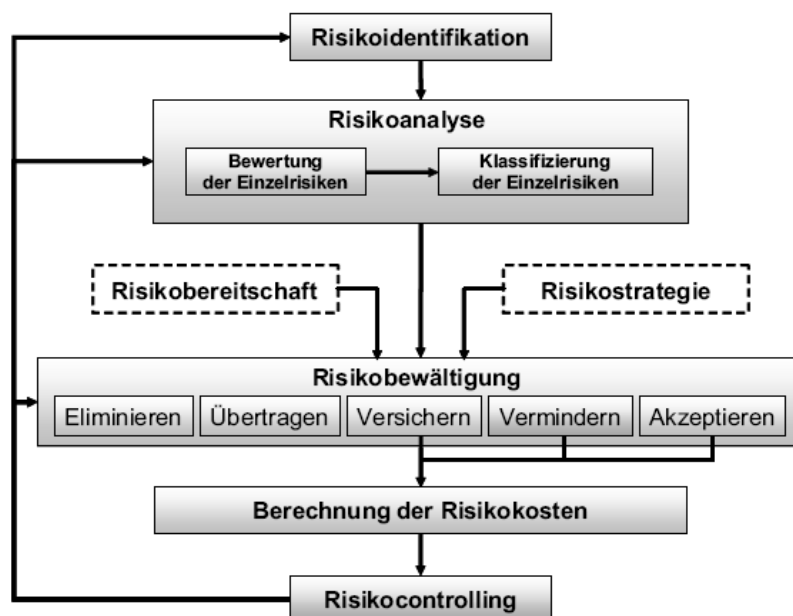 Risikoidentifikation
Risikoanalyse
Bewertung
der Einzelrisiken
Klassifizierung
der Einzelrisiken
Risikobereitschaft
Risikostrategie
Risikobewältigung
Eliminieren
Übertragen
Versichern
Vermindern
Akzeptieren
Berechnung der Risikokosten
Risikocontrolling